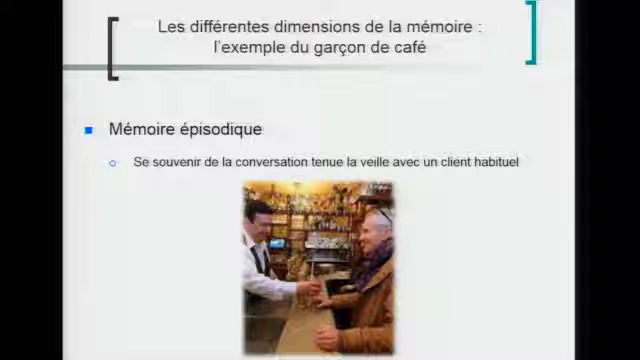 Les différentes dimensions de la mémoire :
l'exemple du garçon de café
Mémoire épisodique
Se souvenir de la conversation tenue la veille avec un client habituel